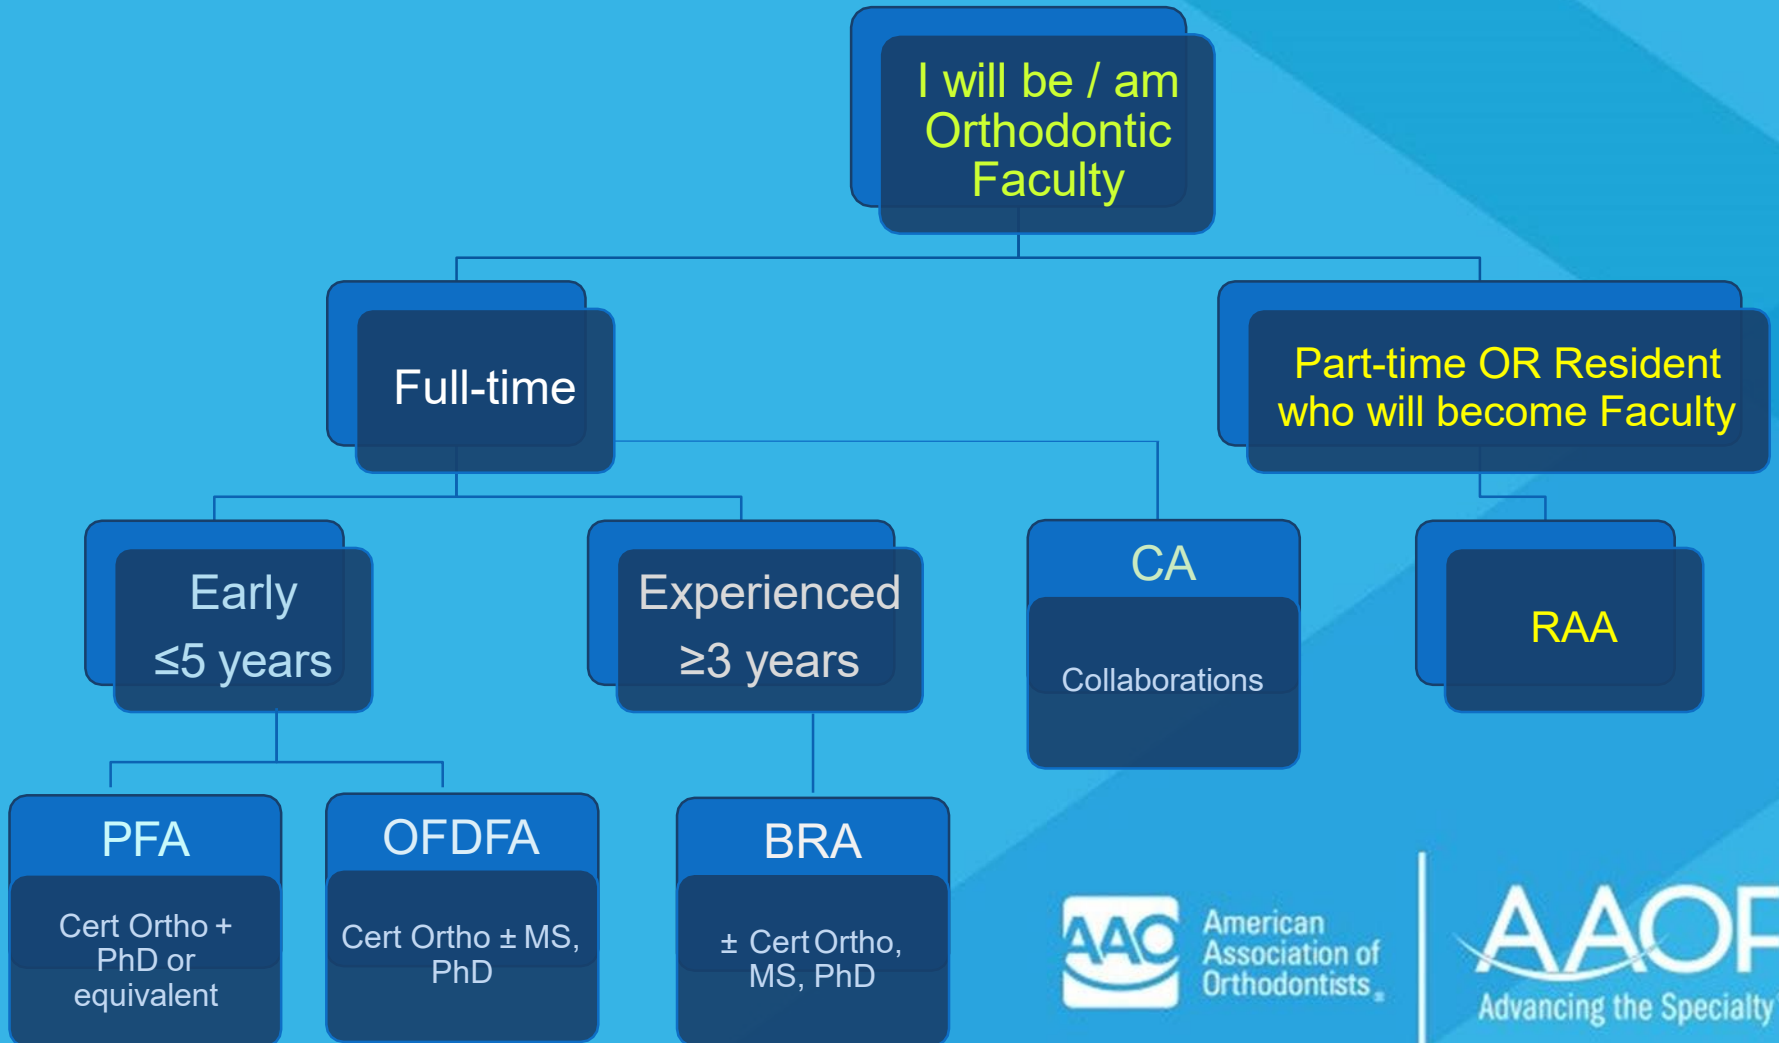 I will be / am
Orthodontic
Faculty
Full-time
Part-time OR Resident
who will become Faculty
Early
≤5 years
Experienced
≥3 years
CA
Collaborations
RAA
PFA
Cert Ortho +
PhD or
equivalent
OFDFA
Cert Ortho ± MS,
PhD
BRA
± Cert Ortho,
MS, PhD
AAO
American
Association of
Orthodontists®
AAOF
Advancing the Specialty